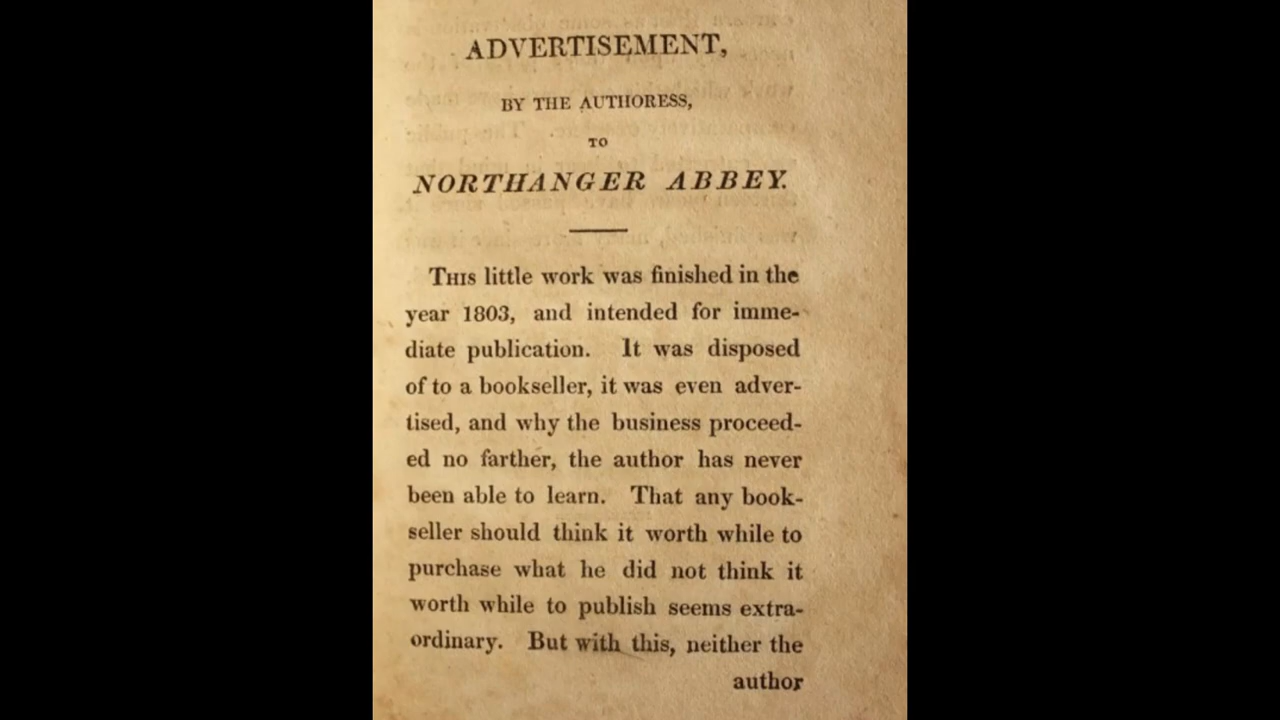 ADVERTISEMENT,
BY THE AUTHORESS,
TO
NORTHANGER ABBEY.
THIS little work was finished in the
year 1803, and intended for imme-
diate publication. It was disposed
of to a bookseller, it was even adver-
tised, and why the business proceed-
ed no farther, the author has never
been able to learn. That any book-
seller should think it worth while to
purchase what he did not think it
worth while to publish seems extra-
ordinary. But with this, neither the
author